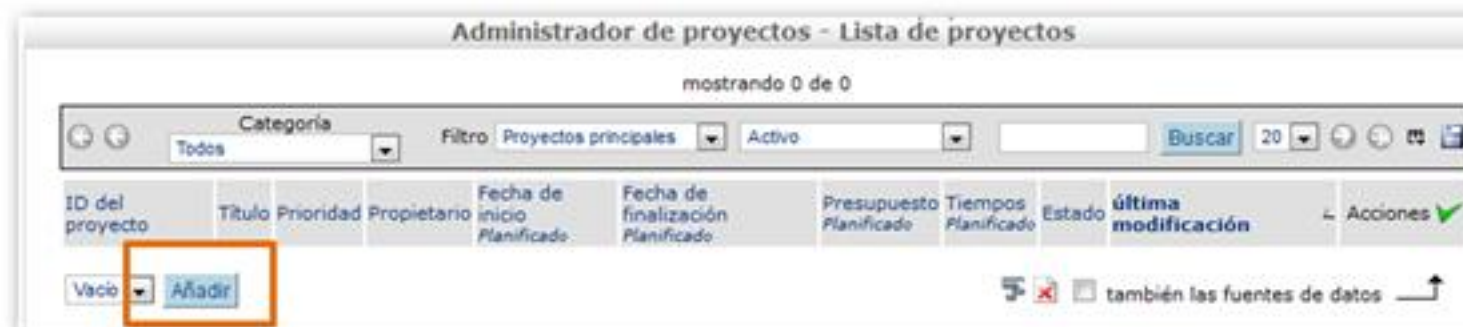 Administrador de proyectos - Lista de proyectos
mostrando 0 de 0
Categoría
Todos
Filtro Proyectos principales Activo Buscar 20
ID del proyecto
Título Prioridad Propietario
Fecha de inicio
Planificado
Fecha de finalización
Planificado
Presupuesto
Planificado
Tiempos
Planificado
Estado
última modificación
Acciones
Vacio Añadir también las fuentes de datos